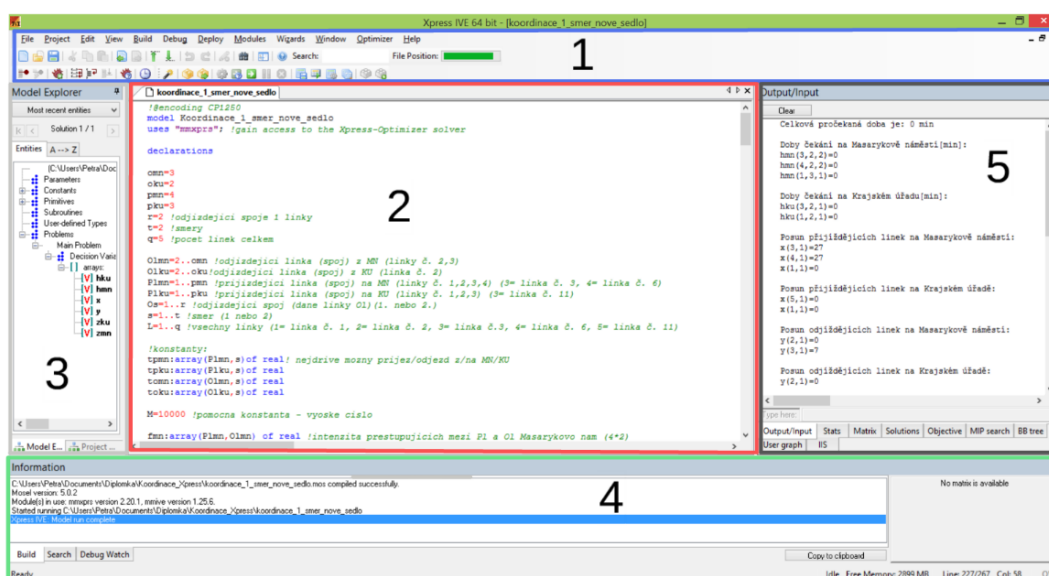 Xpress IVE 64 bit - [koordinace_1_smer_nove_sedlo]
File Project Edit View Build Debug Deploy Modules Wizards Window Optimizer Help
Search: File Position:
1
Model Explorer
Most recent entities
Solution 1 / 1
Entities A --> Z
(C:\Users\Petra\Doc
Parameters
Constants
Primitives
Subroutines
User-defined Types
Problems
Main Problem
Decision Varia
arrays:
[V] hku
[V] hmn
[V] x
[V] y
[V] zku
[V] zmn
3
Model E... Project ...
koordinace_1_smer_nove_sedlo
!@encoding CP1250
model Koordinace_1_smer_nove_sedlo
uses "mmxprs"; !gain access to the Xpress-Optimizer solver
declarations
omn=3
oku=2
pmn=4
pku=3
r=2 !odjizdejici spoje 1 linky
t=2 !smery
q=5 !pocet linek celkem
2
Olmn=2..omn !odjizdejici linka (spoj) z MN (linky č. 2,3)
Olku=2..oku!odjizdejici linka (spoj) z KU (linka č. 2)
Plmn=1..pmn !prijizdejici linka (spoj) na MN (linky č. 1,2,3,4) (3= linka č. 3, 4= linka č. 6)
Plku=1..pku !prijizdejici linka (spoj) na KU (linky č. 1,2,3) (3= linka č. 11)
Os=1..r !odjizdejici spoj (dane linky Ol)(1. nebo 2.)
s=1..t !smer (1 nebo 2)
L=1..q !vsechny linky (1= linka č. 1, 2= linka č. 2, 3= linka č.3, 4= linka č. 6, 5= linka č. 11)
!konstanty:
tpmn:array(Plmn,s)of real! nejdrive mozny prijez/odjezd z/na MN/KU
tpku:array(Plku,s)of real
tomn:array(Olmn,s)of real
toku:array(Olku,s)of real
M=10000 !pomocna konstanta - vyoske cislo
fmn:array(Plmn,Olmn) of real !intenzita prestupujicich mezi Pl a Ol Masarykovo nam (4*2)
Output/Input
Clear
Celková pročekaná doba je: 0 min
Doby čekání na Masarykově náměstí[min]:
hmn(3,2,2)=0
hmn(4,2,2)=0
hmn(1,3,1)=0
5
Doby čekání na Krajském úřadu[min]:
hku(3,2,1)=0
hku(1,2,1)=0
Posun přijíždějících linek na Masarykově náměstí:
x(3,1)=27
x(4,1)=27
x(1,1)=0
Posun přijíždějících linek na Krajském úřadě:
x(5,1)=0
x(1,1)=0
Posun odjíždějících linek na Masarykově náměstí:
y(2,1)=0
y(3,1)=7
Posun odjíždějících linek na Krajském úřadě:
y(2,1)=0
Type here:
Output/Input Stats Matrix Solutions Objective MIP search BB tree
User graph IIS
Information
C:\Users\Petra\Documents\Diplomka\Koordinace_Xpress\koordinace_1_smer_nove_sedlo.mos compiled successfully.
Mosel version: 5.0.2
Module(s) in use: mmxprs version 2.20.1, mmive version 1.25.6.
Started running C:\Users\Petra\Documents\Diplomka\Koordinace_Xpress\koordinace_1_smer_nove_sedlo
Xpress IVE: Model run complete
4
No matrix is available
Build Search Debug Watch
Copy to clipboard
Ready
Idle Free Memory: 2899 MB Line: 227/267 Col: 58